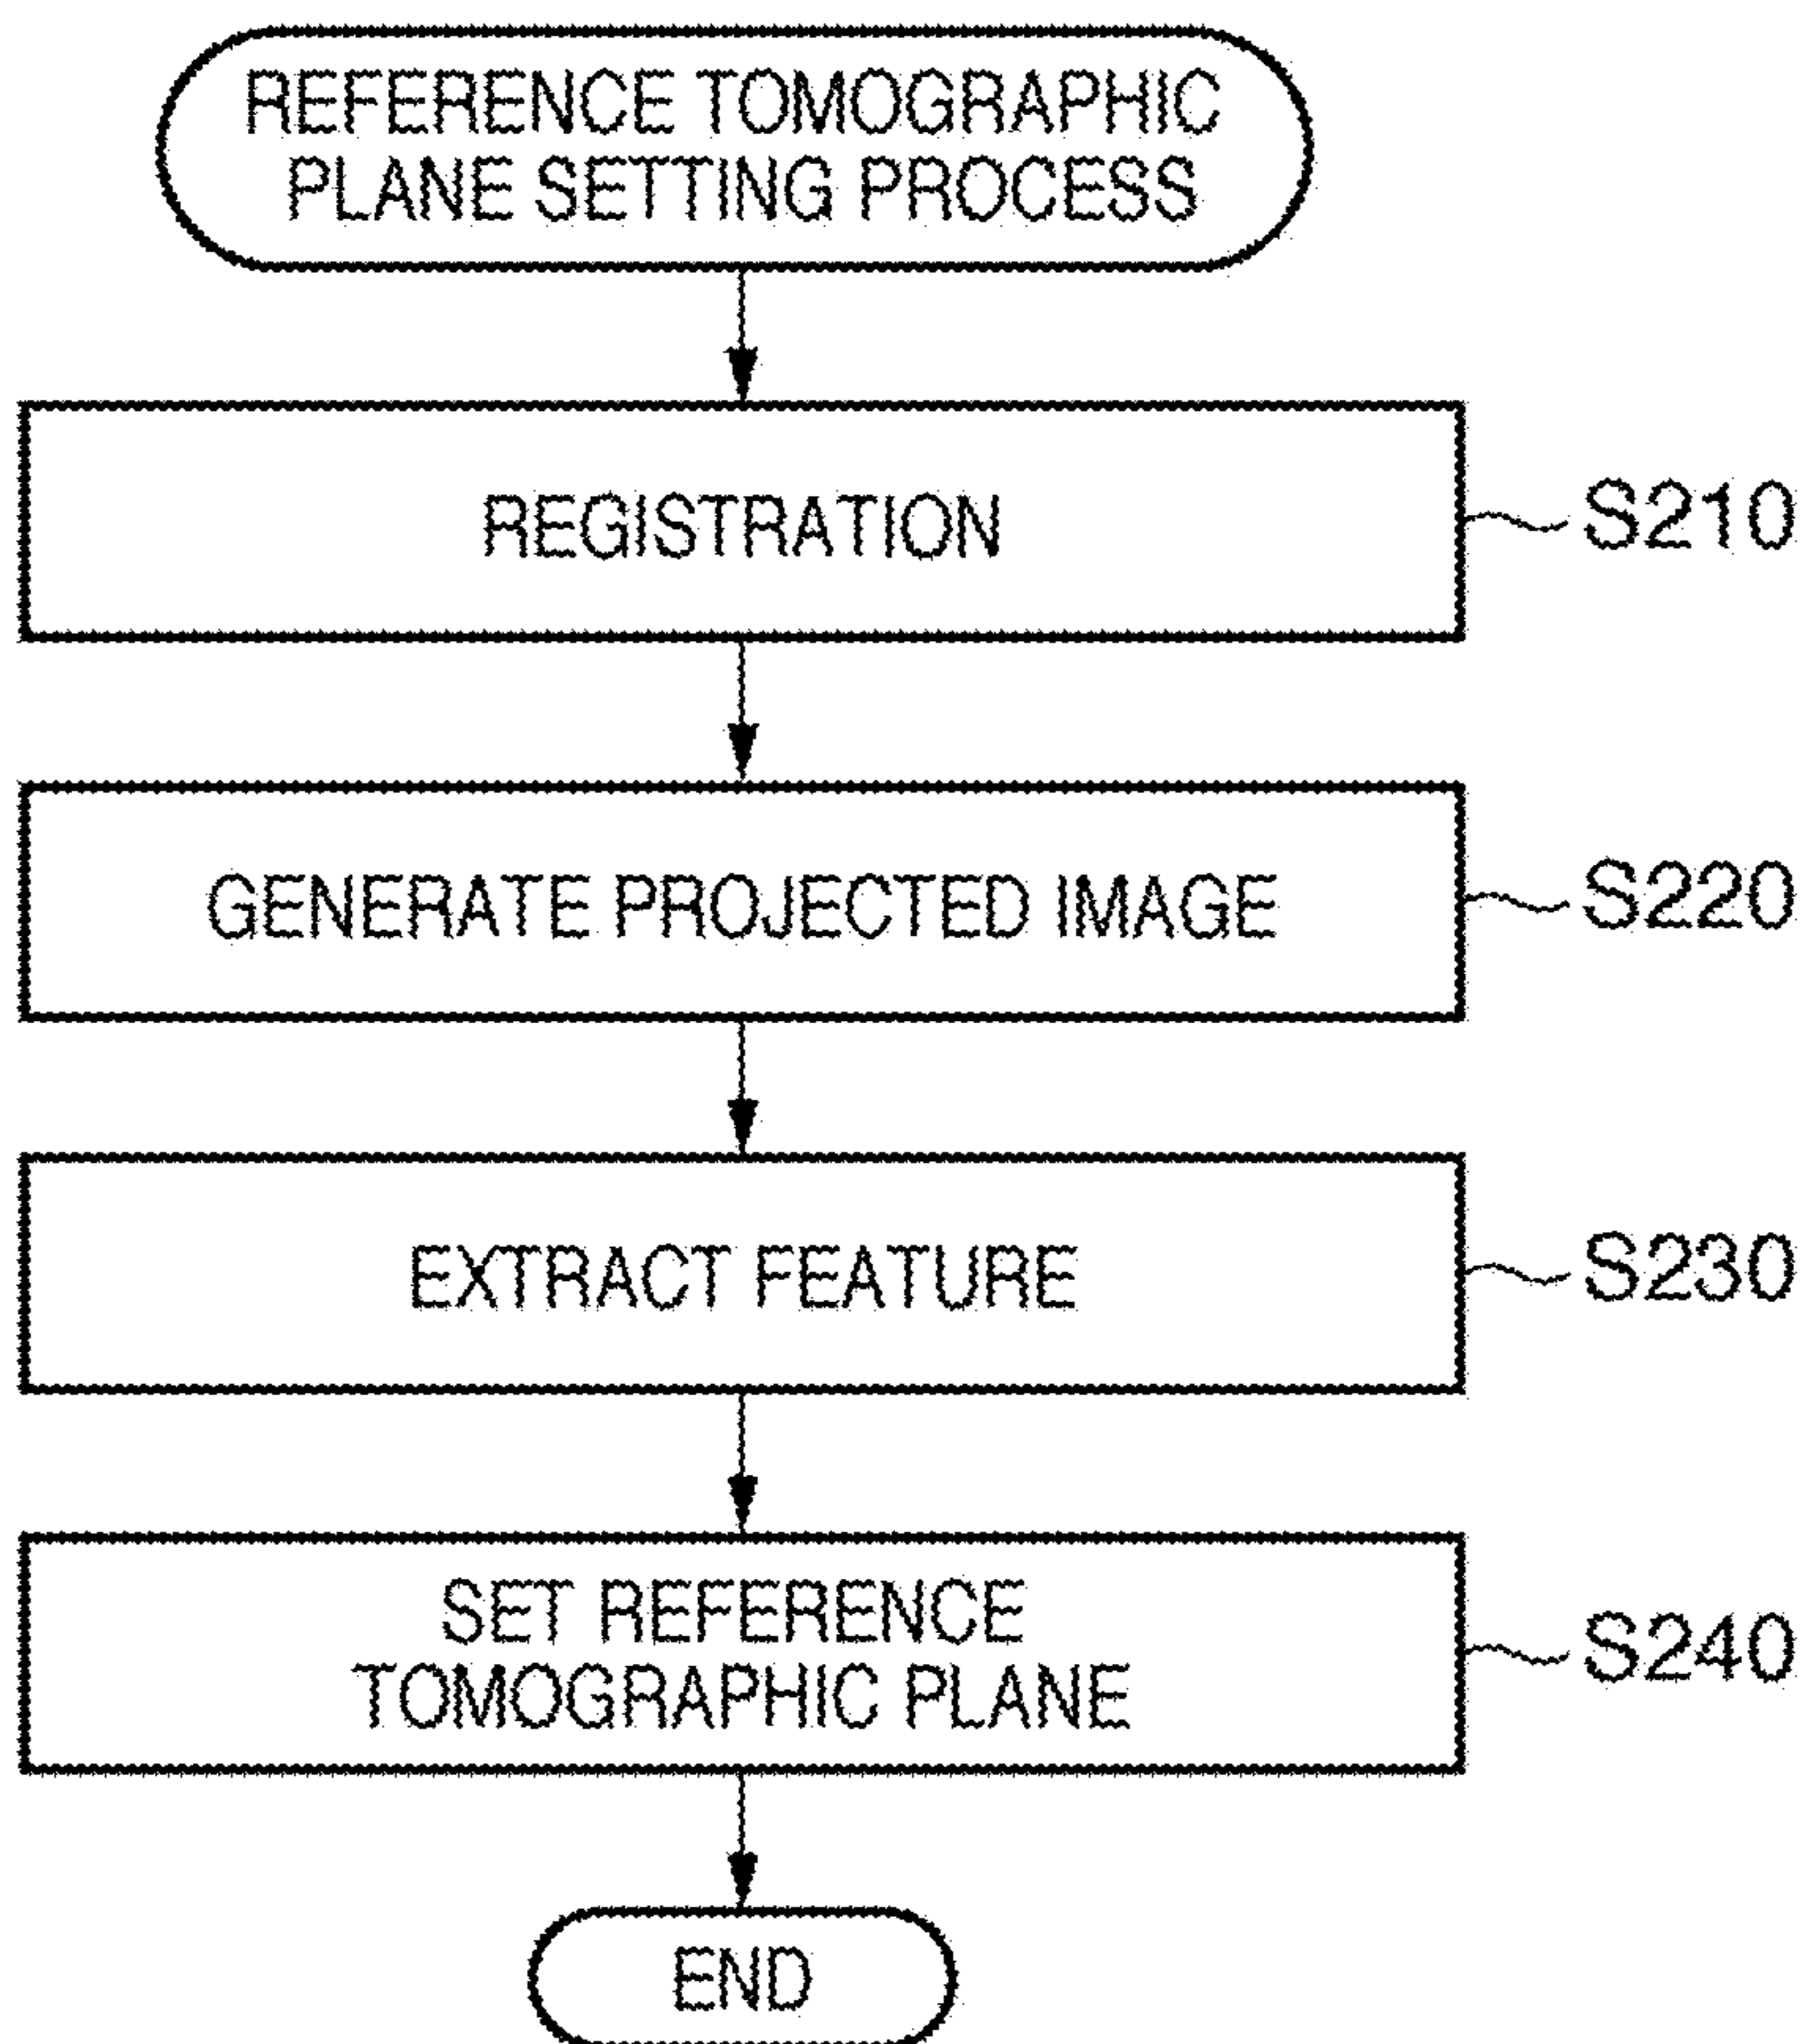 REFERENCE TOMOGRAPHIC
PLANE SETTING PROCESS
REGISTRATION
S210
GENERATE PROJECTED IMAGE
S220
EXTRACT FEATURE
S230
SET REFERENCE
TOMOGRAPHIC PLANE
S240
END